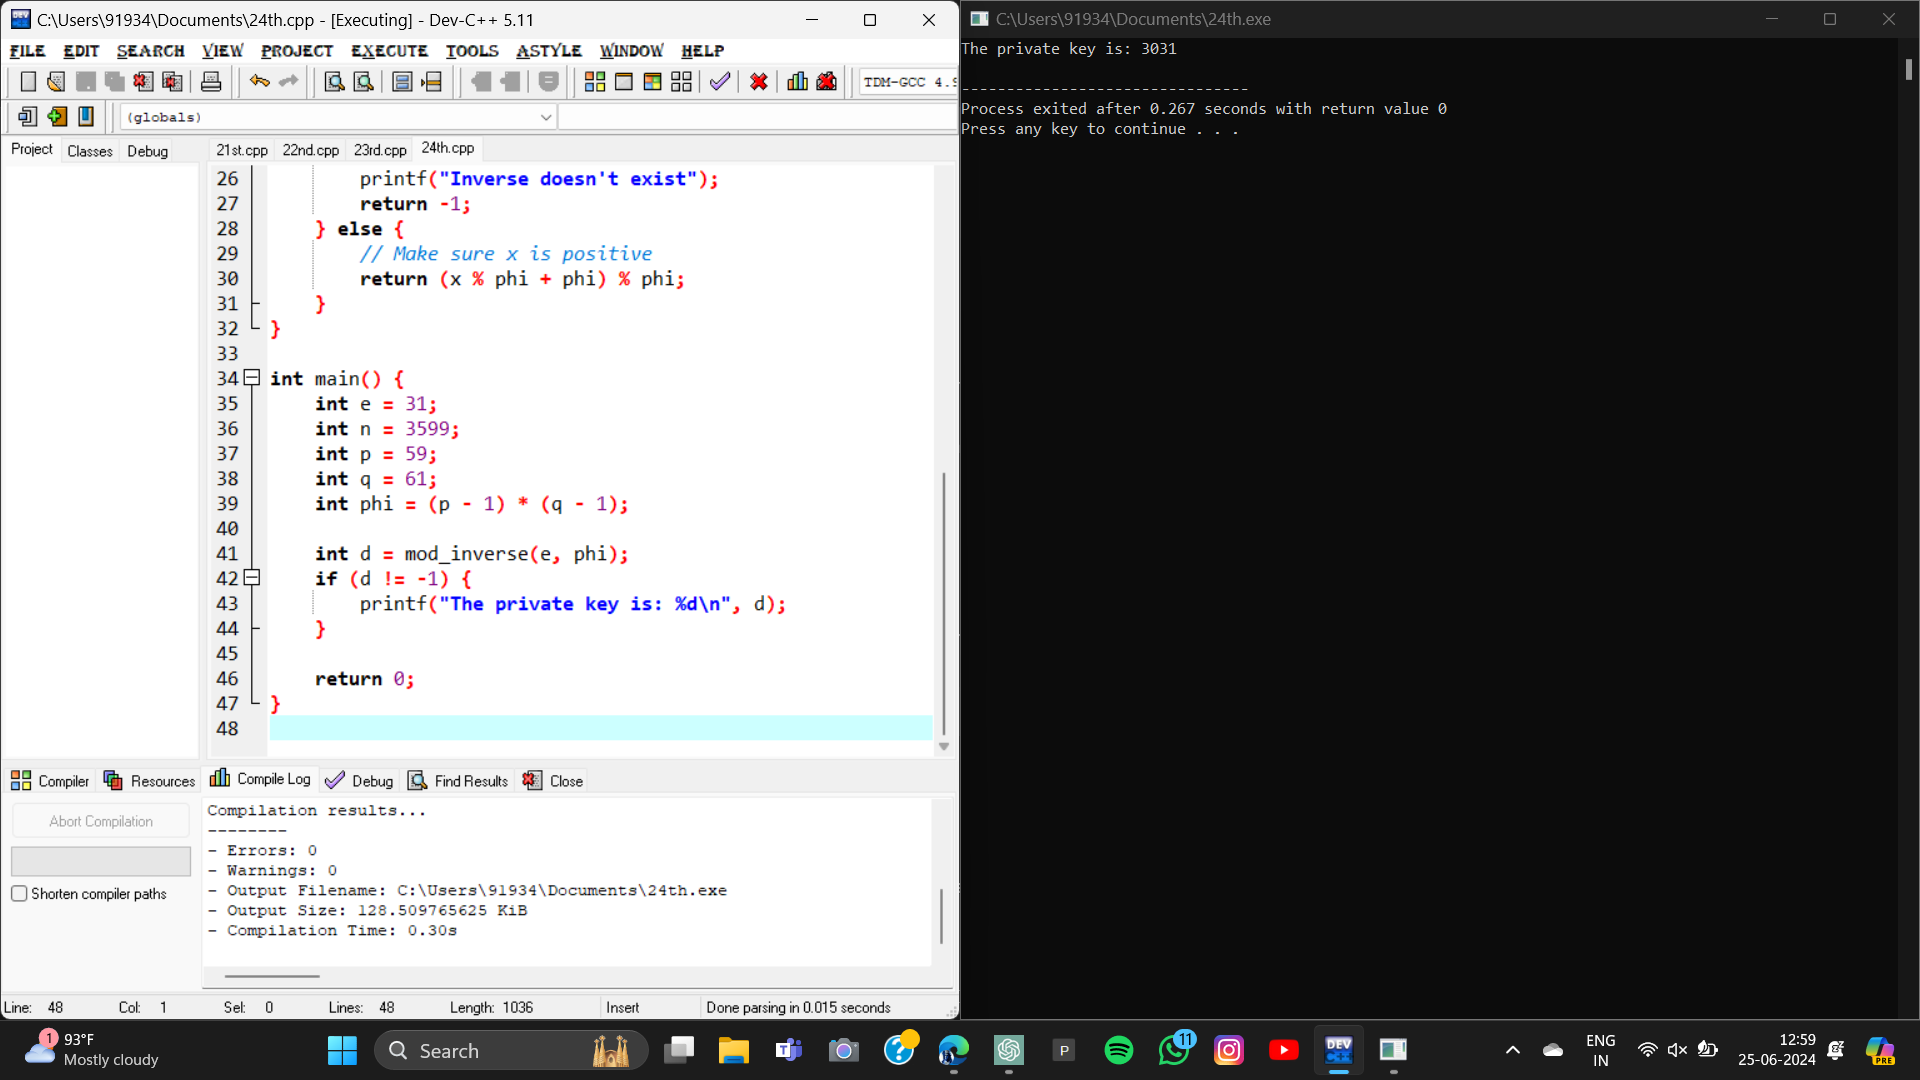 C:\Users\91934\Documents\24th.cpp - [Executing] - Dev-C++ 5.11
FILE EDIT SEARCH VIEW PROJECT EXECUTE TOOLS ASTYLE WINDOW HELP
TDM-GCC 4.9
(globals)
Project Classes Debug
21st.cpp 22nd.cpp 23rd.cpp 24th.cpp
26 printf("Inverse doesn't exist");
27 return -1;
28 } else {
29 // Make sure x is positive
30 return (x % phi + phi) % phi;
31 }
32 }
33
34 int main() {
35 int e = 31;
36 int n = 3599;
37 int p = 59;
38 int q = 61;
39 int phi = (p - 1) * (q - 1);
40
41 int d = mod_inverse(e, phi);
42 if (d != -1) {
43 printf("The private key is: %d\n", d);
44 }
45
46 return 0;
47 }
48
Compiler Resources Compile Log Debug Find Results Close
Abort Compilation
Shorten compiler paths
Compilation results...
--------
- Errors: 0
- Warnings: 0
- Output Filename: C:\Users\91934\Documents\24th.exe
- Output Size: 128.509765625 KiB
- Compilation Time: 0.30s
Line: 48 Col: 1 Sel: 0 Lines: 48 Length: 1036 Insert Done parsing in 0.015 seconds
C:\Users\91934\Documents\24th.exe
The private key is: 3031
--------------------------------
Process exited after 0.267 seconds with return value 0
Press any key to continue . . .
1
93°F
Mostly cloudy
Search
P
11
DEV
C++
ENG
IN
12:59
25-06-2024
PRE